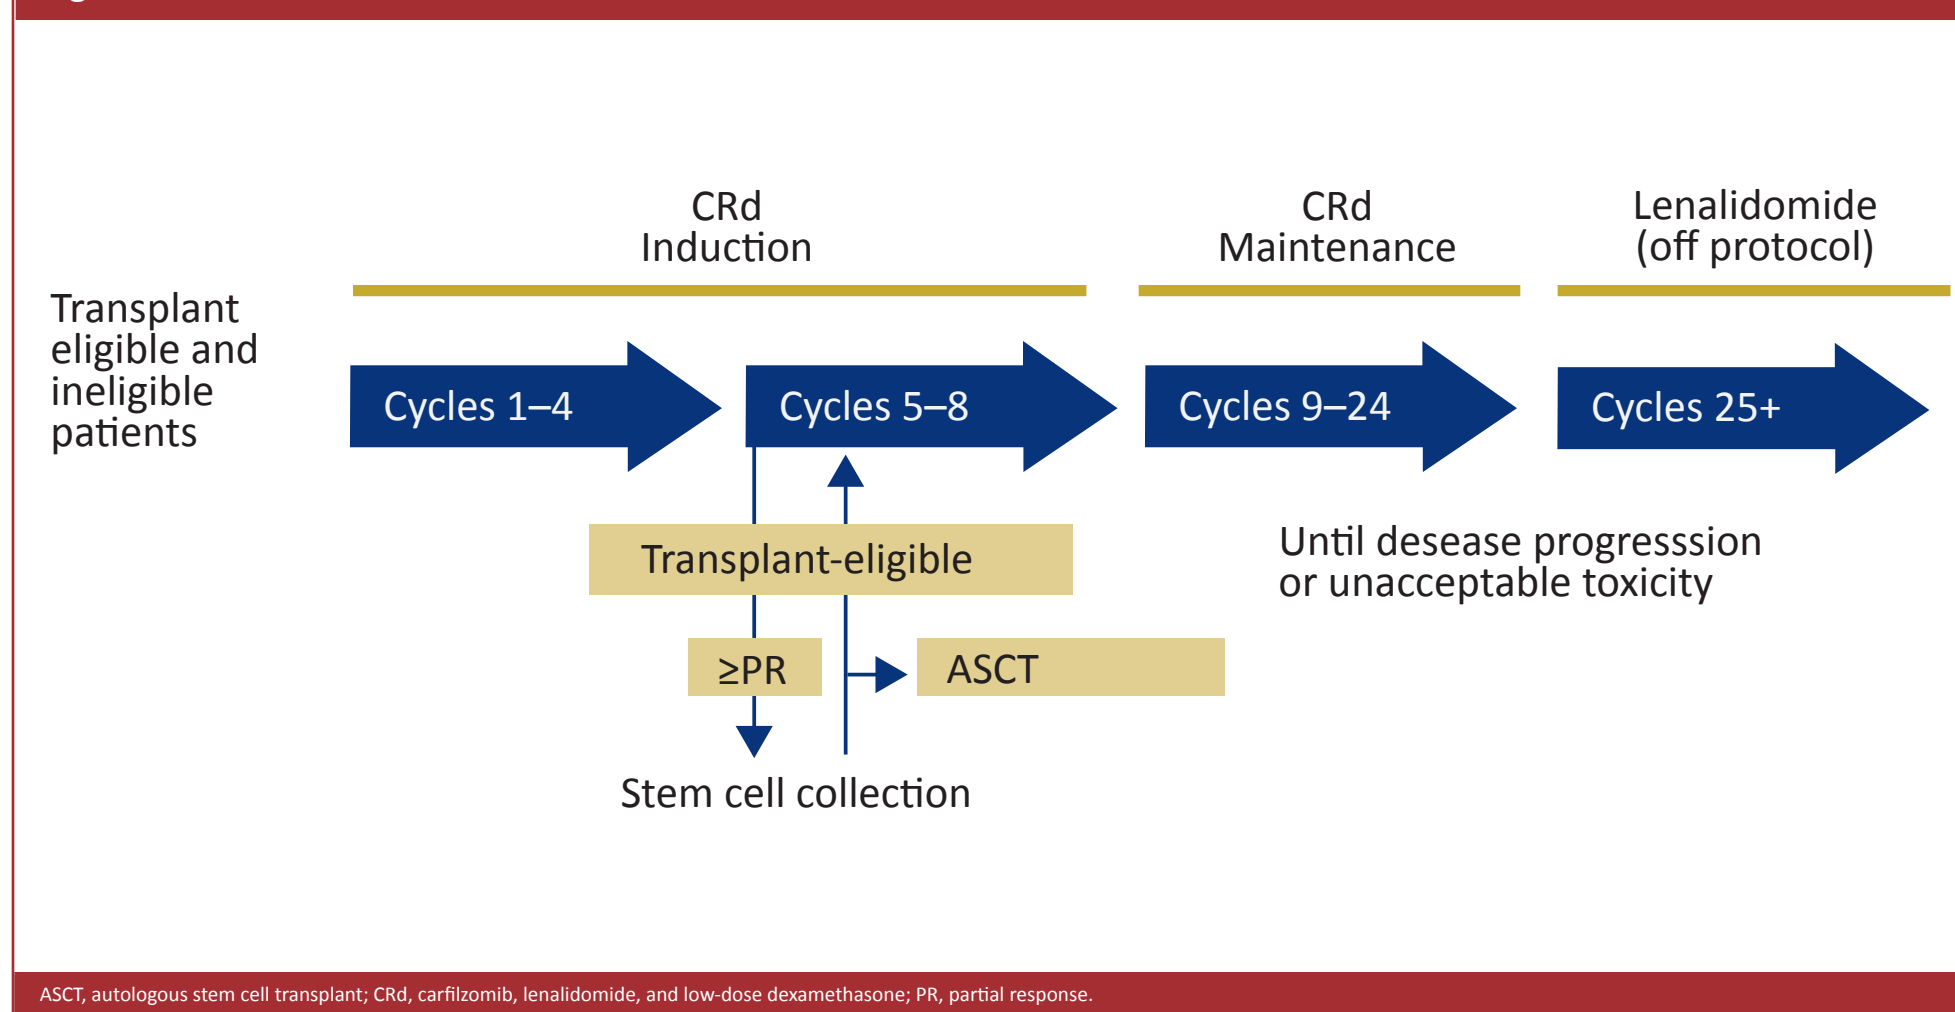 CRd
Induction
CRd
Maintenance
Lenalidomide
(off protocol)
Transplant
eligible and
ineligible
patients
Cycles 1–4
Cycles 5–8
Cycles 9–24
Cycles 25+
Transplant-eligible
Until desease progresssion
or unacceptable toxicity
≥PR
ASCT
Stem cell collection
ASCT, autologous stem cell transplant; CRd, carfilzomib, lenalidomide, and low-dose dexamethasone; PR, partial response.